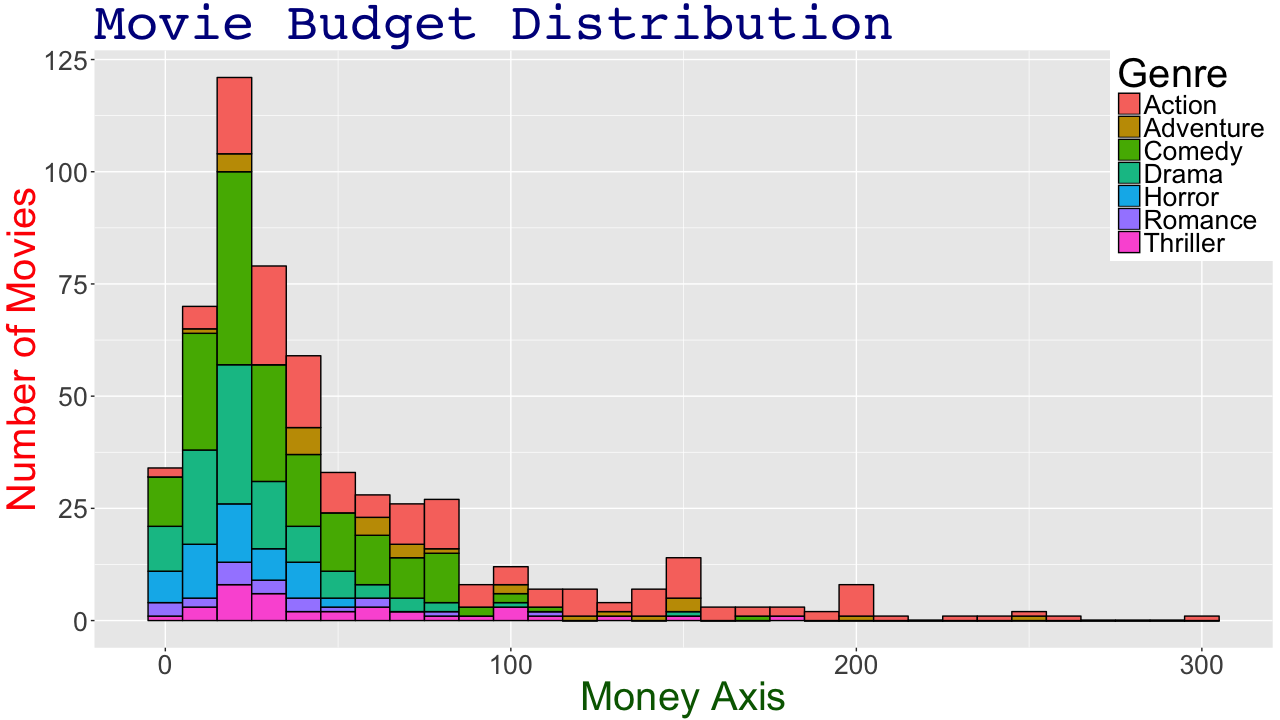 Movie Budget Distribution
Number of Movies
125
100
75
50
25
0
0
100
200
300
Money Axis
Genre
Action
Adventure
Comedy
Drama
Horror
Romance
Thriller